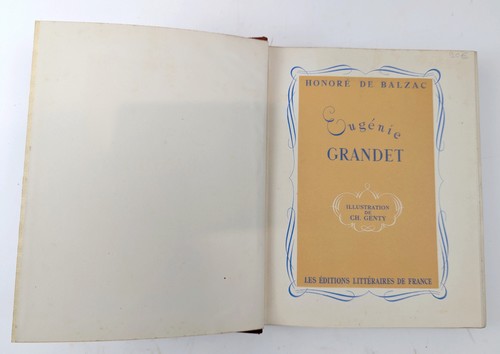 HONORÉ DE BALZAC
Eugénie
GRANDET
ILLUSTRATION
DE
CH. GENTY
LES ÉDITIONS LITTÉRAIRES DE FRANCE